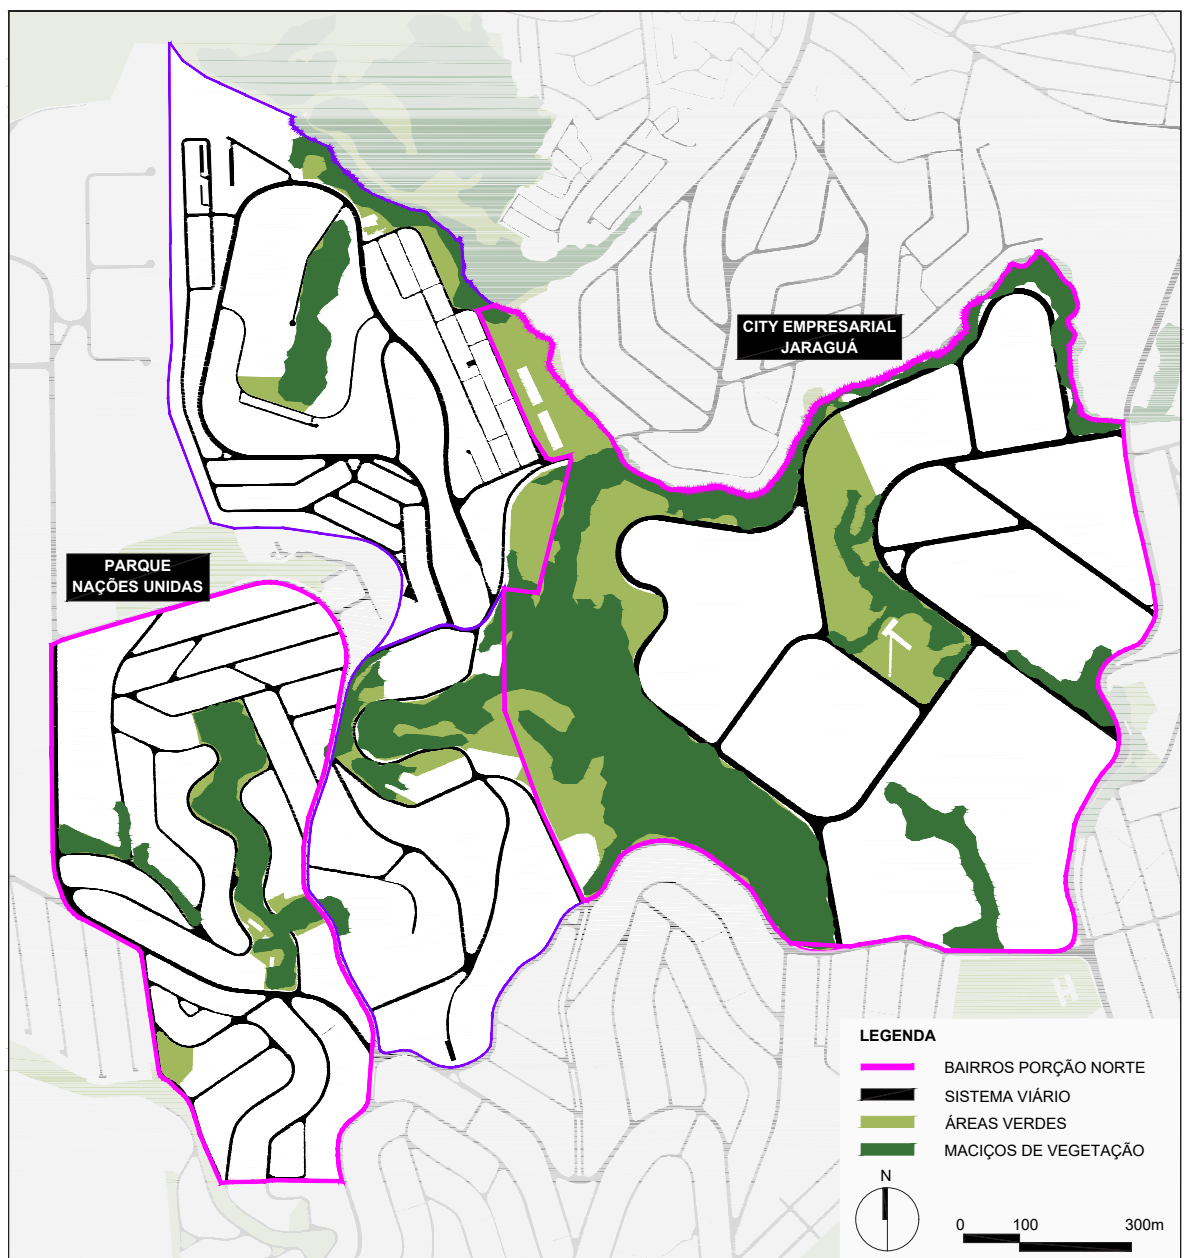 CITY EMPRESARIAL
JARAGUÁ
PARQUE
NAÇÕES UNIDAS
LEGENDA
BAIRROS PORÇÃO NORTE
SISTEMA VIÁRIO
ÁREAS VERDES
MACIÇOS DE VEGETAÇÃO
N
0 100 300m